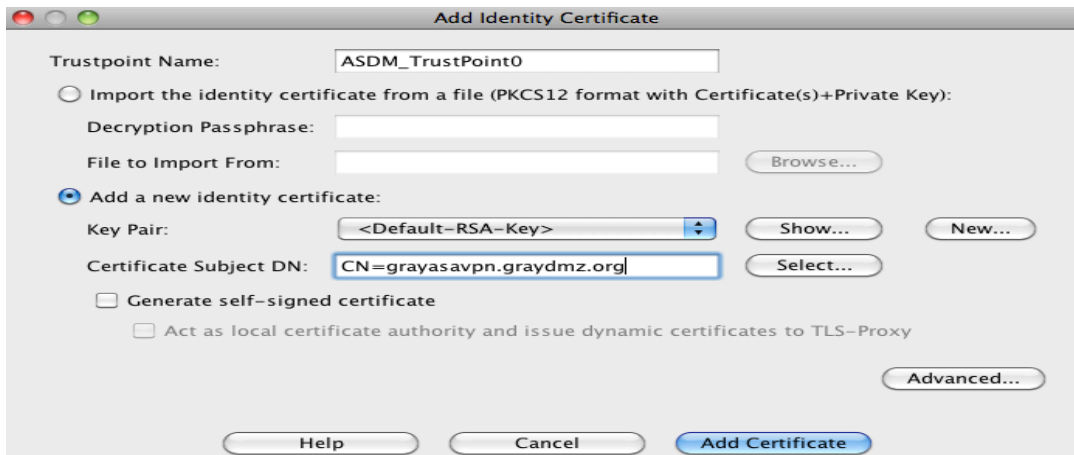 Add Identity Certificate
Trustpoint Name: ASDM_TrustPoint0
Import the identity certificate from a file (PKCS12 format with Certificate(s)+Private Key):
Decryption Passphrase:
File to Import From: Browse...
Add a new identity certificate:
Key Pair: <Default-RSA-Key> Show... New...
Certificate Subject DN: CN=grayasavpn.graydmz.org Select...
Generate self-signed certificate
Act as local certificate authority and issue dynamic certificates to TLS-Proxy
Advanced...
Help Cancel Add Certificate